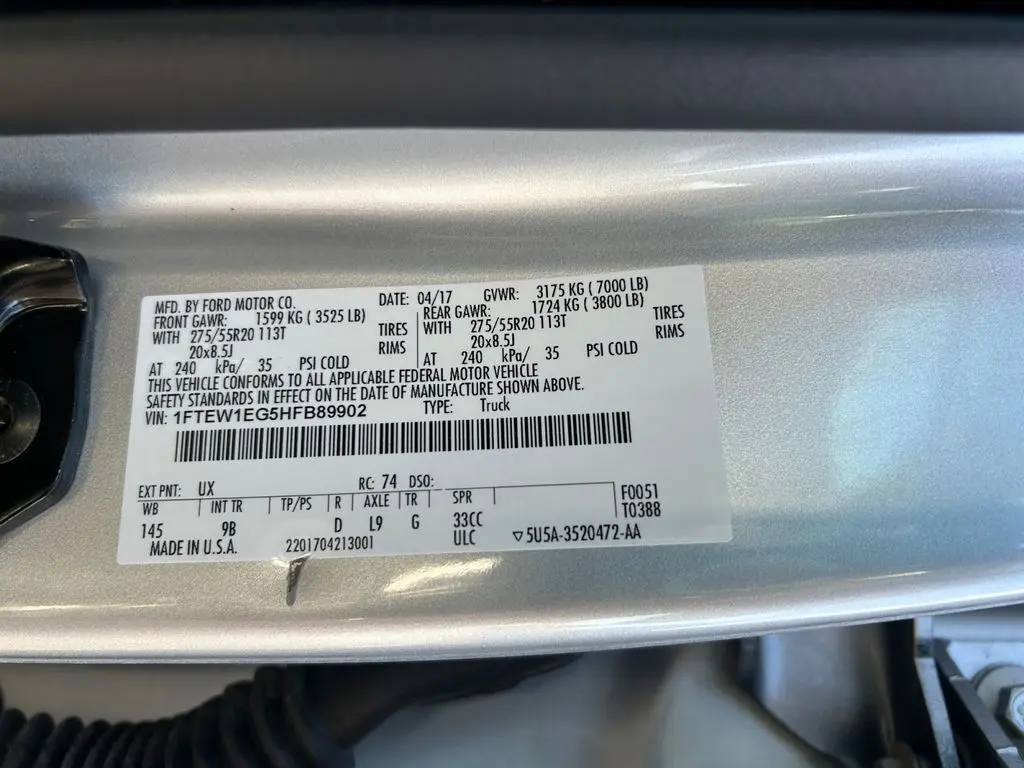 MFD. BY FORD MOTOR CO. DATE: 04/17 GVWR: 3175 KG ( 7000 LB)
FRONT GAWR: 1599 KG ( 3525 LB) REAR GAWR: 1724 KG ( 3800 LB)
WITH 275/55R20 113T TIRES WITH 275/55R20 113T TIRES
20x8.5J RIMS 20x8.5J RIMS
AT 240 kPa/ 35 PSI COLD AT 240 kPa/ 35 PSI COLD
THIS VEHICLE CONFORMS TO ALL APPLICABLE FEDERAL MOTOR VEHICLE
SAFETY STANDARDS IN EFFECT ON THE DATE OF MANUFACTURE SHOWN ABOVE.
VIN: 1FTEW1EG5HFB89902 TYPE: Truck
EXT PNT: UX RC: 74 DSO:
WB INT TR TP/PS R AXLE TR SPR F0051
145 9B D L9 G 33CC T0388
MADE IN U.S.A. 2201704213001 ULC ▽5U5A-3520472-AA